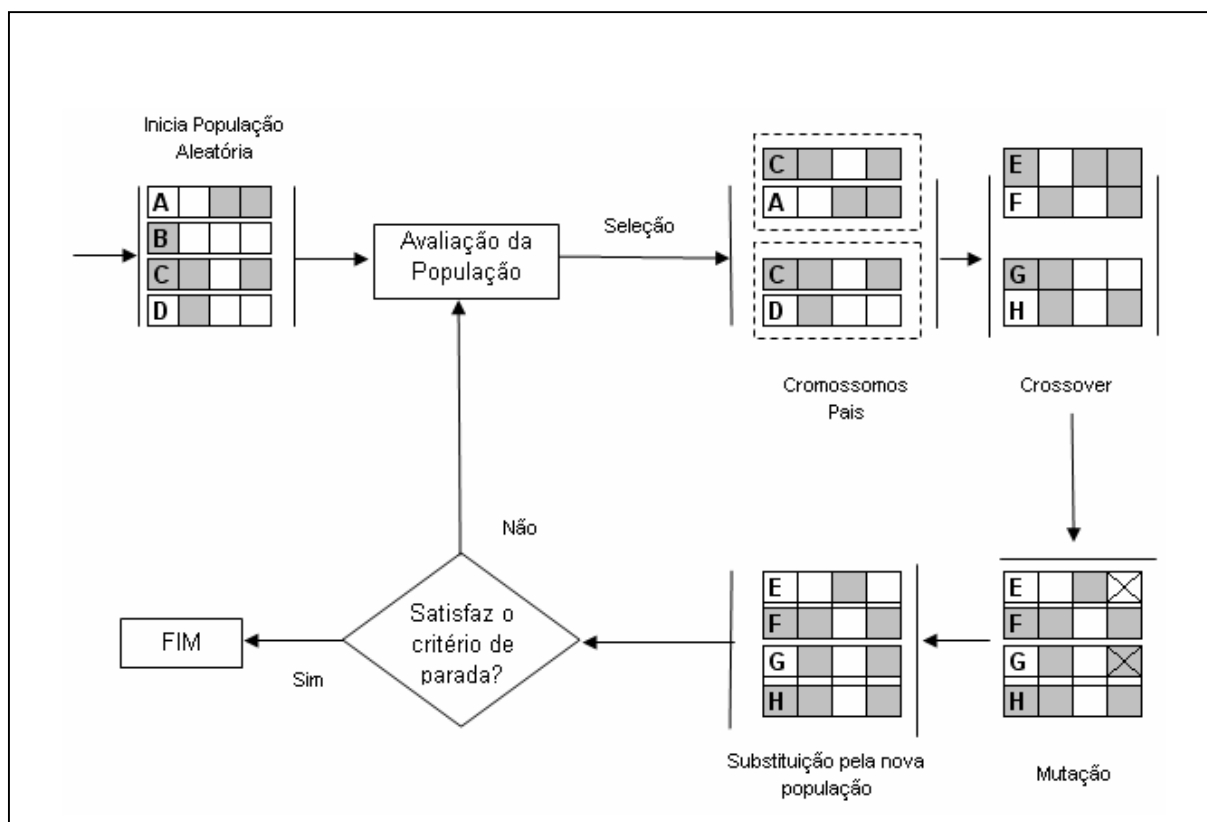 Inicia População
Aleatória
A
B
C
D
Avaliação da
População
Seleção
C
A
C
D
Cromossomos
Pais
E
F
G
H
Crossover
E
F
G
H
Mutação
E
F
G
H
Substituição pela nova
população
Satisfaz o
critério de
parada?
Não
Sim
FIM